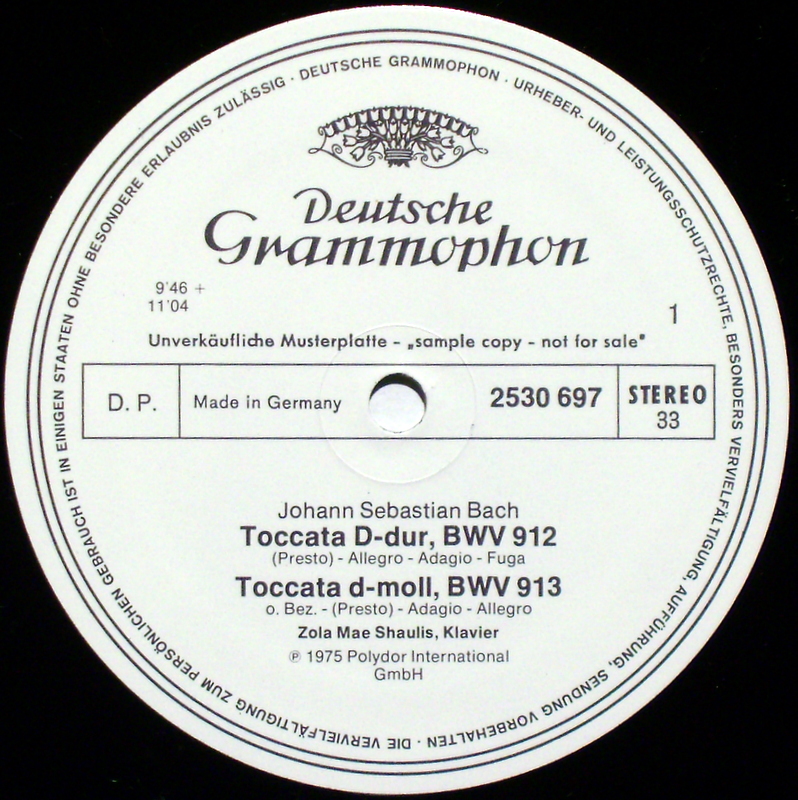 DEUTSCHE GRAMMOPHON · URHEBER- UND LEISTUNGSSCHUTZRECHTE, BESONDERS VERVIELFÄLTIGUNG, AUFFÜHRUNG, SENDUNG VORBEHALTEN · DIE VERVIELFÄLTIGUNG ZUM PERSÖNLICHEN GEBRAUCH IST IN EINIGEN STAATEN OHNE BESONDERE ERLAUBNIS ZULÄSSIG ·
Deutsche
Grammophon
9'46 +
11'04
1
Unverkäufliche Musterplatte - „sample copy - not for sale"
D. P. Made in Germany 2530 697 STEREO
33
Johann Sebastian Bach
Toccata D-dur, BWV 912
(Presto) - Allegro - Adagio - Fuga
Toccata d-moll, BWV 913
o. Bez. - (Presto) - Adagio - Allegro
Zola Mae Shaulis, Klavier
℗ 1975 Polydor International
GmbH